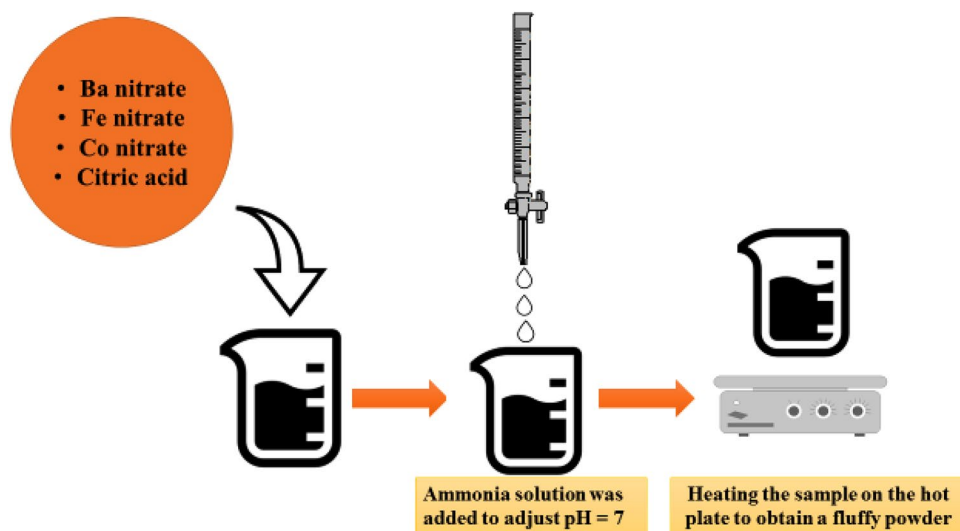 • Ba nitrate
• Fe nitrate
• Co nitrate
• Citric acid
Ammonia solution was
added to adjust pH = 7
Heating the sample on the hot
plate to obtain a fluffy powder